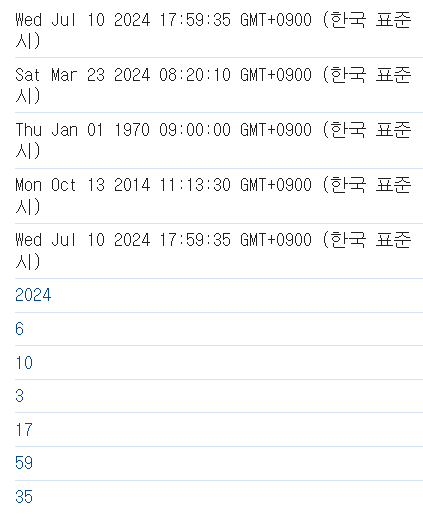 Wed Jul 10 2024 17:59:35 GMT+0900 (한국 표준
시)
Sat Mar 23 2024 08:20:10 GMT+0900 (한국 표준
시)
Thu Jan 01 1970 09:00:00 GMT+0900 (한국 표준
시)
Mon Oct 13 2014 11:13:30 GMT+0900 (한국 표준
시)
Wed Jul 10 2024 17:59:35 GMT+0900 (한국 표준
시)
2024
6
10
3
17
59
35